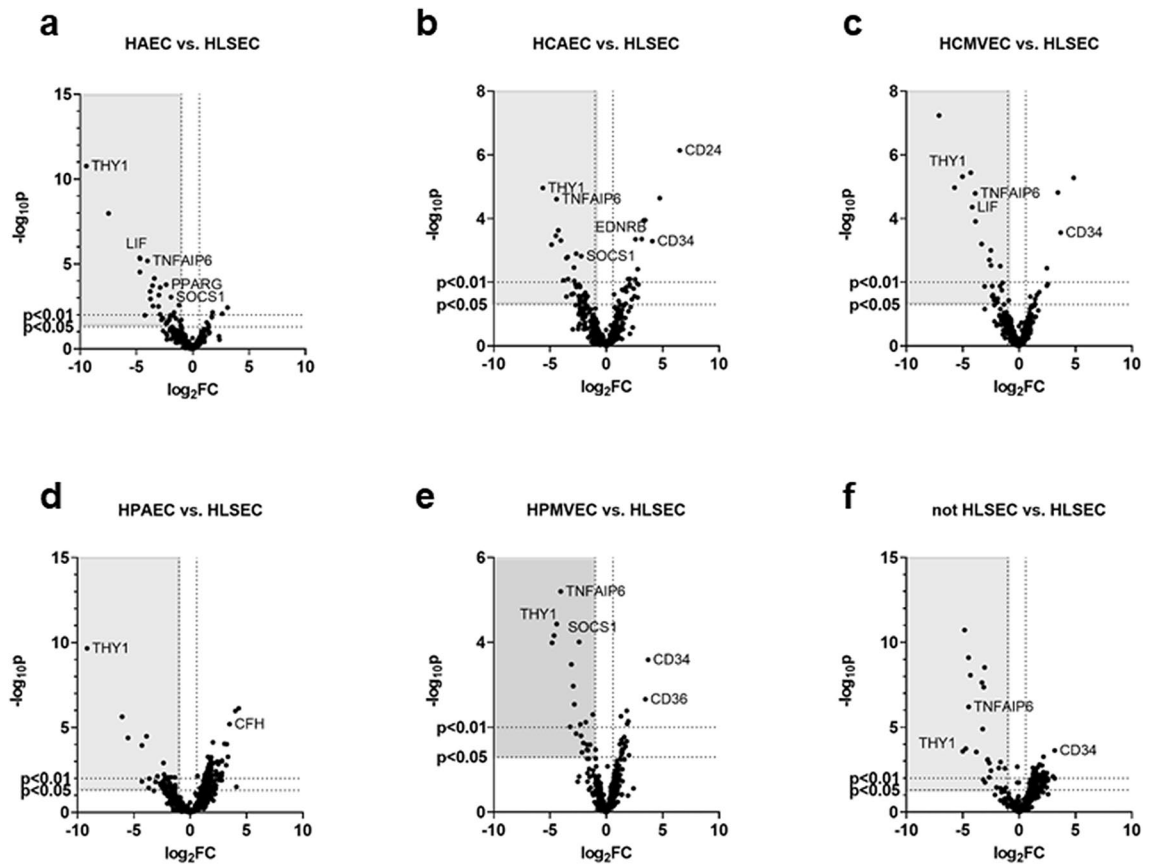 a
HAEC vs. HLSEC
15
10
5
0
-log10p
p<0.01
p<0.05
THY1
LIF
TNFAIP6
PPARG
SOCS1
-10 -5 0 5 10
log2FC
b
HCAEC vs. HLSEC
8
6
4
2
0
-log10p
p<0.01
p<0.05
CD24
THY1
TNFAIP6
EDNRB
CD34
SOCS1
-10 -5 0 5 10
log2FC
c
HCMVEC vs. HLSEC
8
6
4
2
0
-log10p
p<0.01
p<0.05
THY1
TNFAIP6
LIF
CD34
-10 -5 0 5 10
log2FC
d
HPAEC vs. HLSEC
15
10
5
0
-log10p
p<0.01
p<0.05
THY1
CFH
-10 -5 0 5 10
log2FC
e
HPMVEC vs. HLSEC
6
4
2
0
-log10p
p<0.01
p<0.05
TNFAIP6
THY1
SOCS1
CD34
CD36
-10 -5 0 5 10
log2FC
f
not HLSEC vs. HLSEC
15
10
5
0
-log10p
p<0.01
p<0.05
TNFAIP6
THY1
CD34
-10 -5 0 5 10
log2FC